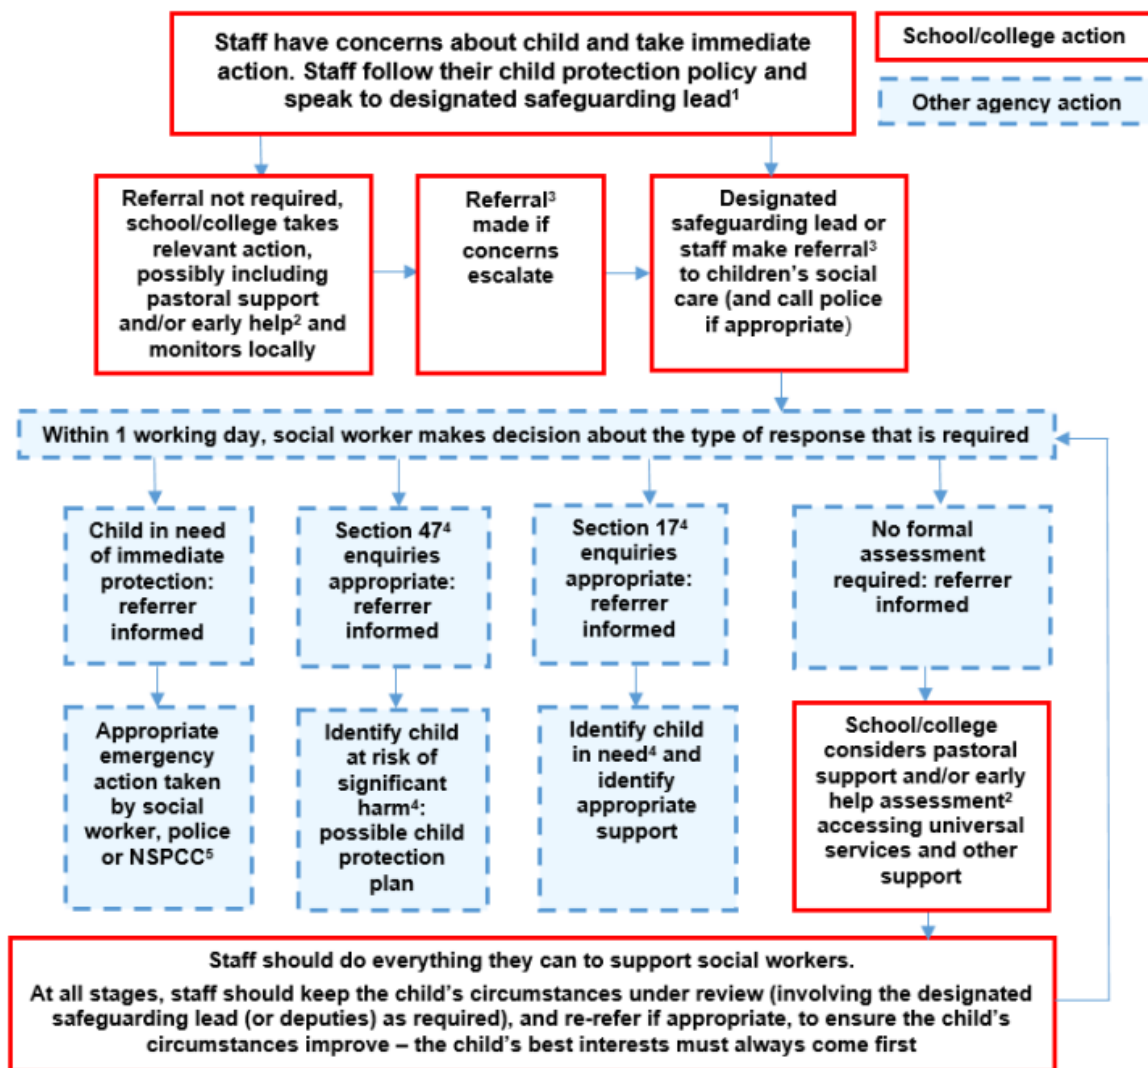 Staff have concerns about child and take immediate
action. Staff follow their child protection policy and
speak to designated safeguarding lead¹
School/college action
Other agency action
Referral not required,
school/college takes
relevant action,
possibly including
pastoral support
and/or early help² and
monitors locally
Referral³
made if
concerns
escalate
Designated
safeguarding lead or
staff make referral³
to children's social
care (and call police
if appropriate)
Within 1 working day, social worker makes decision about the type of response that is required
Child in need
of immediate
protection:
referrer
informed
Section 47⁴
enquiries
appropriate:
referrer
informed
Section 17⁴
enquiries
appropriate:
referrer
informed
No formal
assessment
required: referrer
informed
Appropriate
emergency
action taken
by social
worker, police
or NSPCC⁵
Identify child
at risk of
significant
harm⁴:
possible child
protection
plan
Identify child
in need⁴ and
identify
appropriate
support
School/college
considers pastoral
support and/or early
help assessment²
accessing universal
services and other
support
Staff should do everything they can to support social workers.
At all stages, staff should keep the child's circumstances under review (involving the designated
safeguarding lead (or deputies) as required), and re-refer if appropriate, to ensure the child's
circumstances improve – the child's best interests must always come first